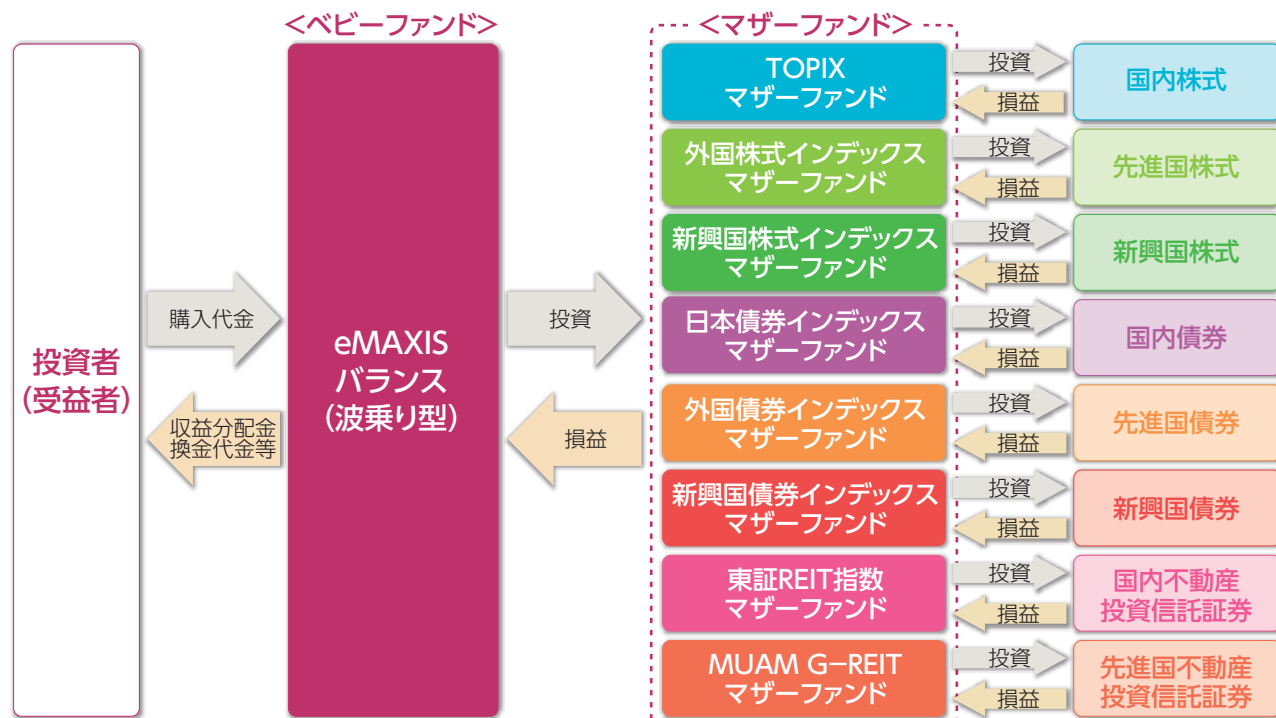 <ベビーファンド>
<マザーファンド>
投資者
(受益者)
購入代金
収益分配金
換金代金等
eMAXIS
バランス
(波乗り型)
投資
損益
TOPIX
マザーファンド
投資
損益
国内株式
外国株式インデックス
マザーファンド
投資
損益
先進国株式
新興国株式インデックス
マザーファンド
投資
損益
新興国株式
日本債券インデックス
マザーファンド
投資
損益
国内債券
外国債券インデックス
マザーファンド
投資
損益
先進国債券
新興国債券インデックス
マザーファンド
投資
損益
新興国債券
東証REIT指数
マザーファンド
投資
損益
国内不動産
投資信託証券
MUAM G-REIT
マザーファンド
投資
損益
先進国不動産
投資信託証券